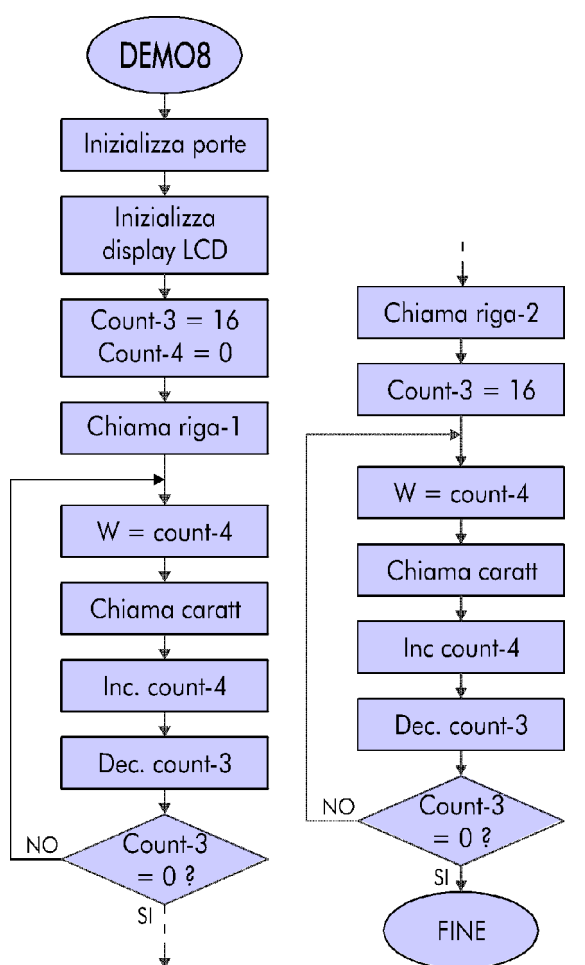 DEMO8
Inizializza porte
Inizializza
display LCD
Count-3 = 16
Count-4 = 0
Chiama riga-1
W = count-4
Chiama caratt
Inc. count-4
Dec. count-3
Count-3
= 0 ?
NO
SI
Chiama riga-2
Count-3 = 16
W = count-4
Chiama caratt
Inc count-4
Dec. count-3
Count-3
= 0 ?
NO
SI
FINE